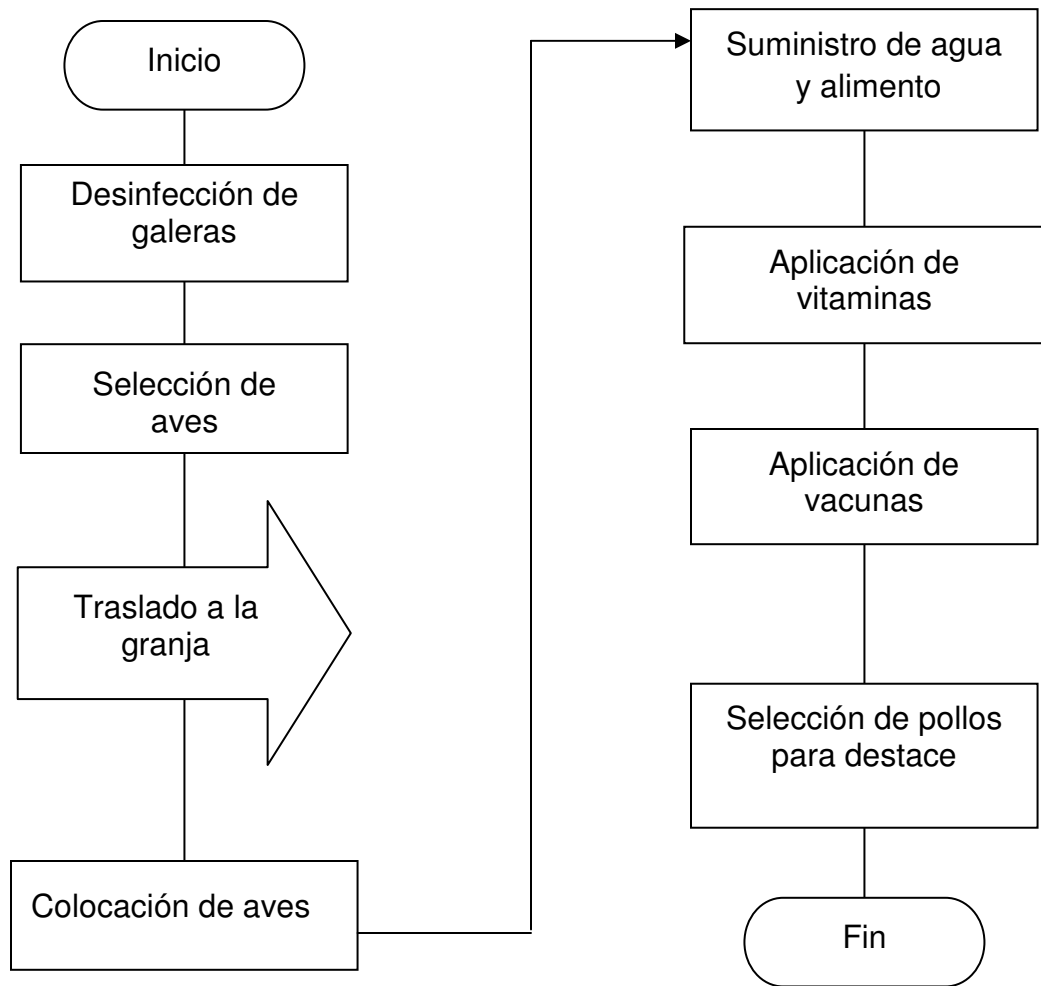 Inicio
Desinfección de
galeras
Selección de
aves
Traslado a la
granja
Colocación de aves
Suministro de agua
y alimento
Aplicación de
vitaminas
Aplicación de
vacunas
Selección de pollos
para destace
Fin